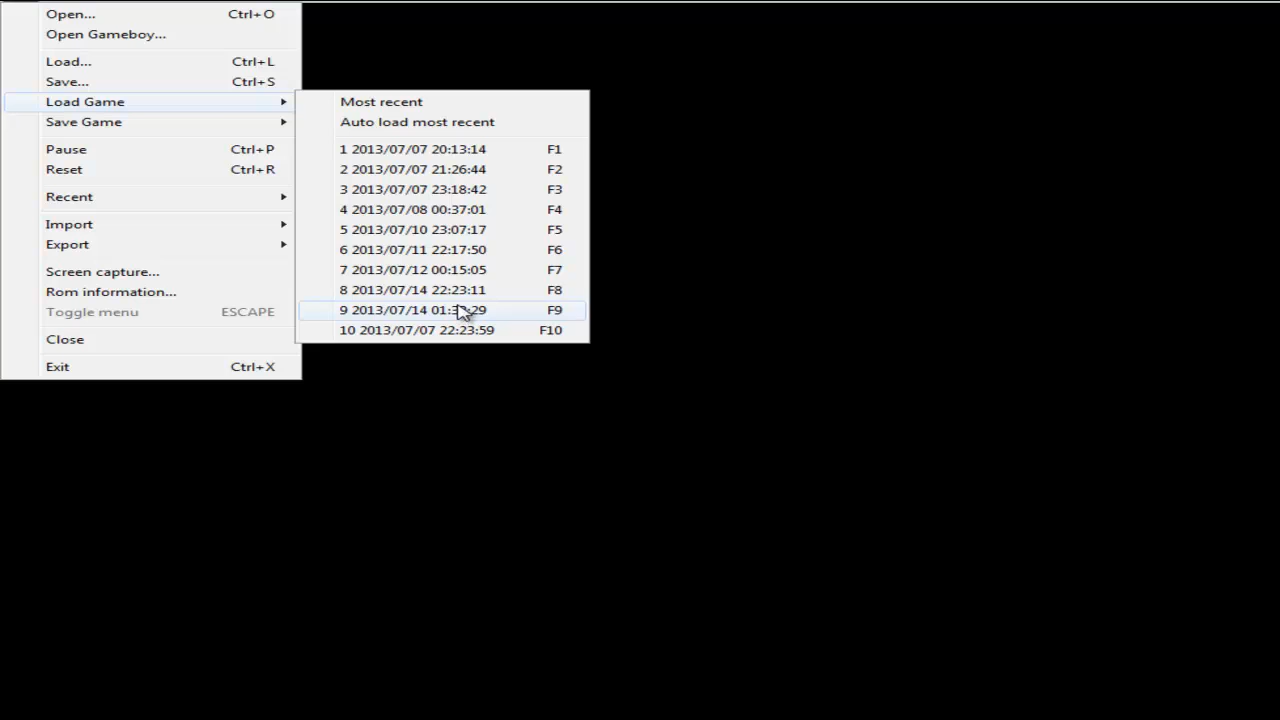 Open... Ctrl+O
Open Gameboy...
Load... Ctrl+L
Save... Ctrl+S
Load Game
Save Game
Pause Ctrl+P
Reset Ctrl+R
Recent
Import
Export
Screen capture...
Rom information...
Toggle menu ESCAPE
Close
Exit Ctrl+X
Most recent
Auto load most recent
1 2013/07/07 20:13:14 F1
2 2013/07/07 21:26:44 F2
3 2013/07/07 23:18:42 F3
4 2013/07/08 00:37:01 F4
5 2013/07/10 23:07:17 F5
6 2013/07/11 22:17:50 F6
7 2013/07/12 00:15:05 F7
8 2013/07/14 22:23:11 F8
9 2013/07/14 F9
10 2013/07/07 22:23:59 F10